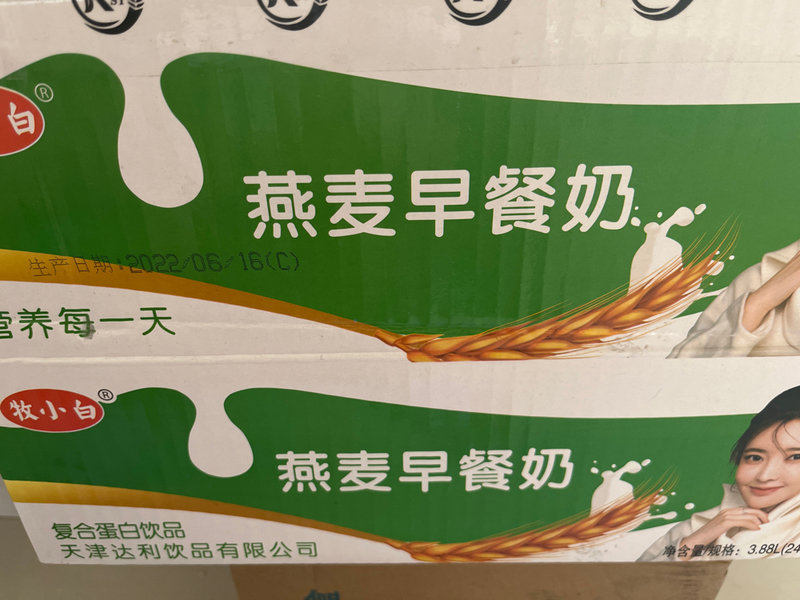 白®
燕麦早餐奶
生产日期:2022/06/16(C)
营养每一天
牧小白®
燕麦早餐奶
复合蛋白饮品
天津达利饮品有限公司
净含量/规格：3.88L(24